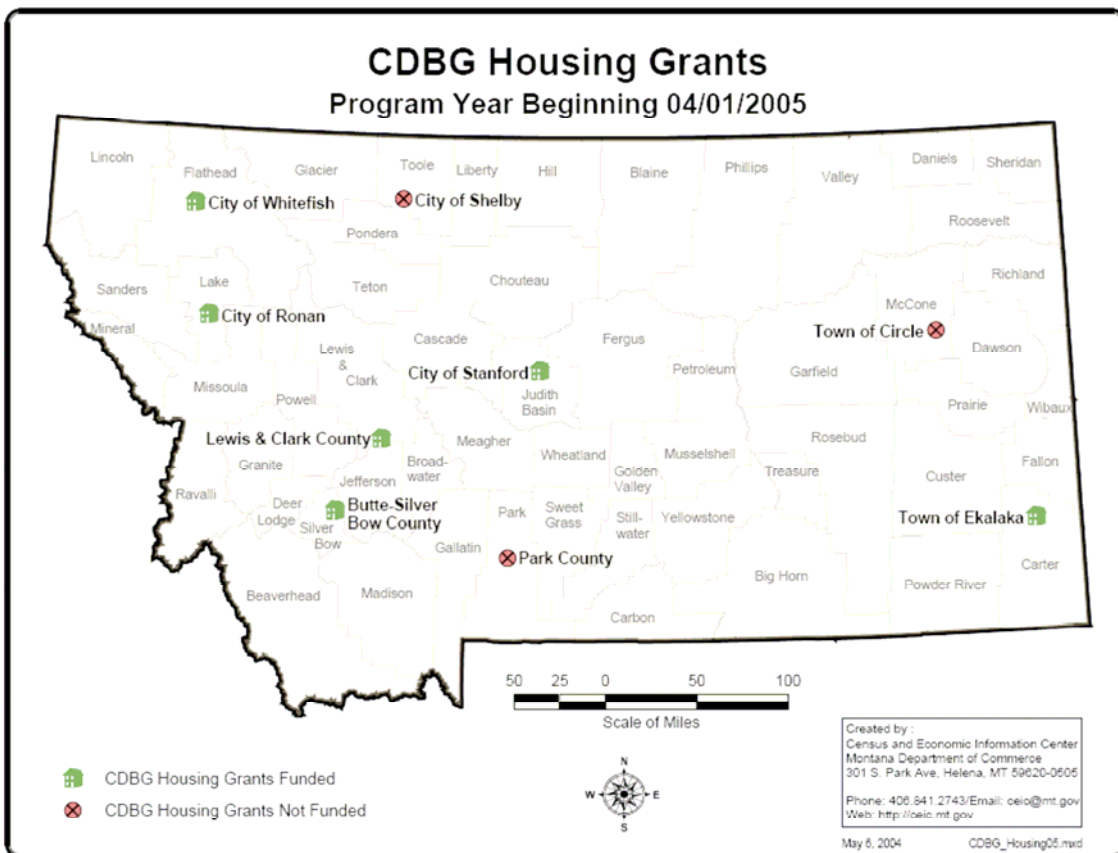 CDBG Housing Grants
Program Year Beginning 04/01/2005
Lincoln
Flathead
Glacier
Toole
Liberty
Hill
Blaine
Phillips
Valley
Daniels
Sheridan
City of Whitefish
City of Shelby
Roosevelt
Pondera
Sanders
Lake
Teton
Chouteau
Richland
McCone
Mineral
City of Ronan
Cascade
Fergus
Town of Circle
Dawson
Lewis
&
Clark
City of Stanford
Petroleum
Garfield
Missoula
Powell
Judith
Basin
Prairie
Wibaux
Lewis & Clark County
Meagher
Wheatland
Musselshell
Rosebud
Granite
Broad-
water
Golden
Valley
Treasure
Custer
Fallon
Ravalli
Jefferson
Deer
Lodge
Silver
Bow
Butte-Silver
Bow County
Park
Sweet
Grass
Still-
water
Yellowstone
Town of Ekalaka
Gallatin
Park County
Big Horn
Powder River
Carter
Beaverhead
Madison
Carbon
50 25 0 50 100
Scale of Miles
CDBG Housing Grants Funded
CDBG Housing Grants Not Funded
N
W E
S
Created by :
Census and Economic Information Center
Montana Department of Commerce
301 S. Park Ave, Helena, MT 59620-0505
Phone: 406.841.2743/Email: ceic@mt.gov
Web: http://ceic.mt.gov
May 6, 2004 CDBG_Housing05.mxd